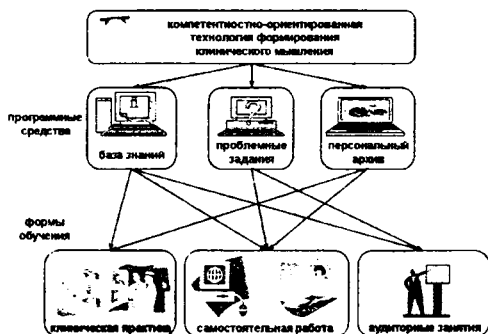 компетентностно-ориентированная
технология формирования
клинического мышления
программные
средства
база знаний
проблемные
задания
персональный
архив
формы
обучения
клиническая практика
самостоятельная работа
аудиторные занятия